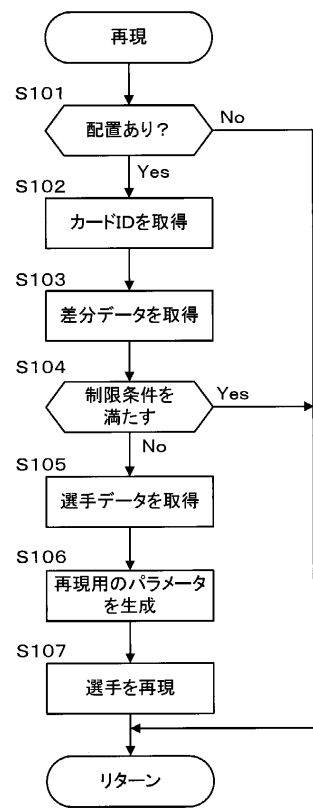 再現
S101
配置あり？
No
Yes
S102
カードIDを取得
S103
差分データを取得
S104
制限条件を
満たす
Yes
No
S105
選手データを取得
S106
再現用のパラメータ
を生成
S107
選手を再現
リターン